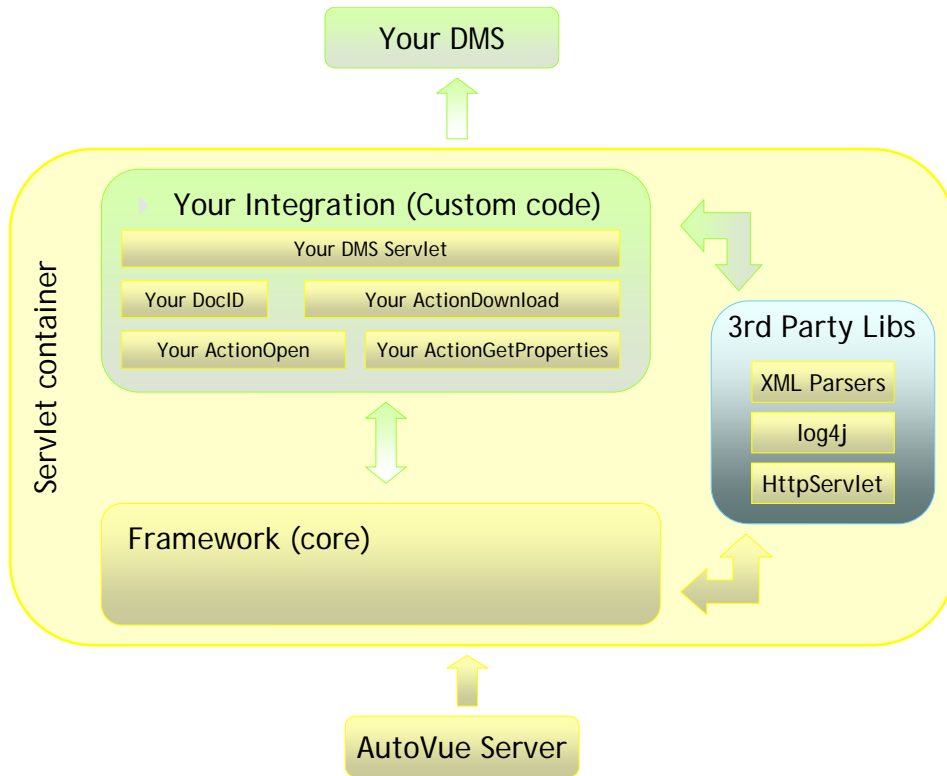 Your DMS
Your Integration (Custom code)
Your DMS Servlet
Your DocID
Your ActionDownload
Your ActionOpen
Your ActionGetProperties
Servlet container
3rd Party Libs
XML Parsers
log4j
HttpServlet
Framework (core)
AutoVue Server